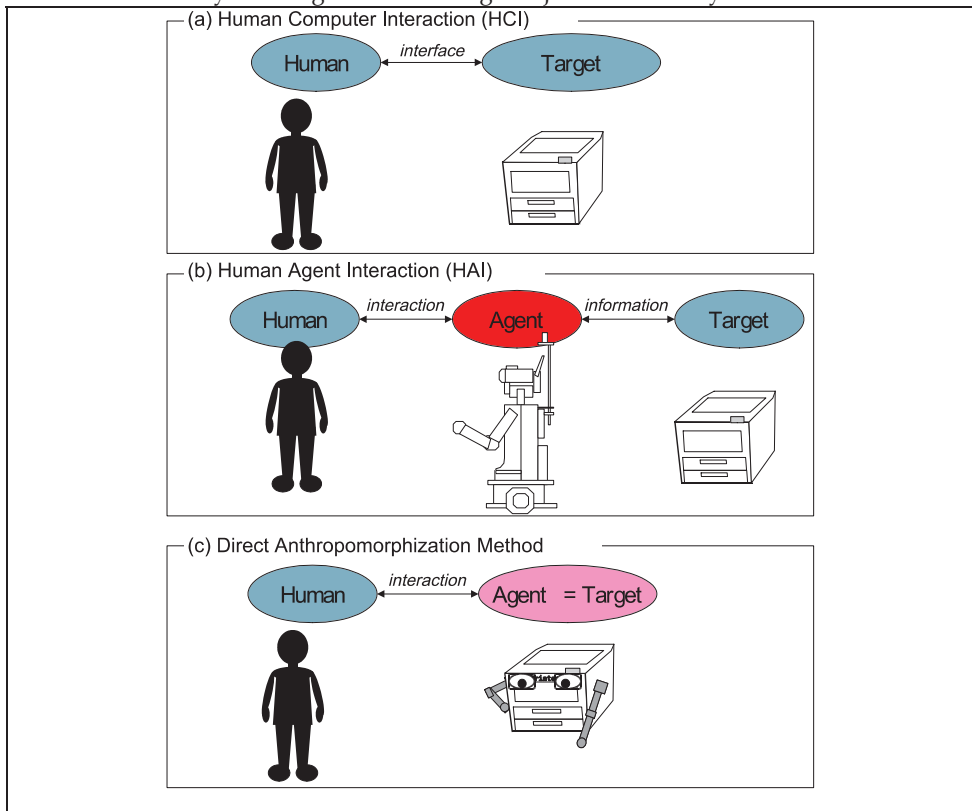 (a) Human Computer Interaction (HCI)
Human interface Target
(b) Human Agent Interaction (HAI)
Human interaction Agent information Target
(c) Direct Anthropomorphization Method
Human interaction Agent = Target